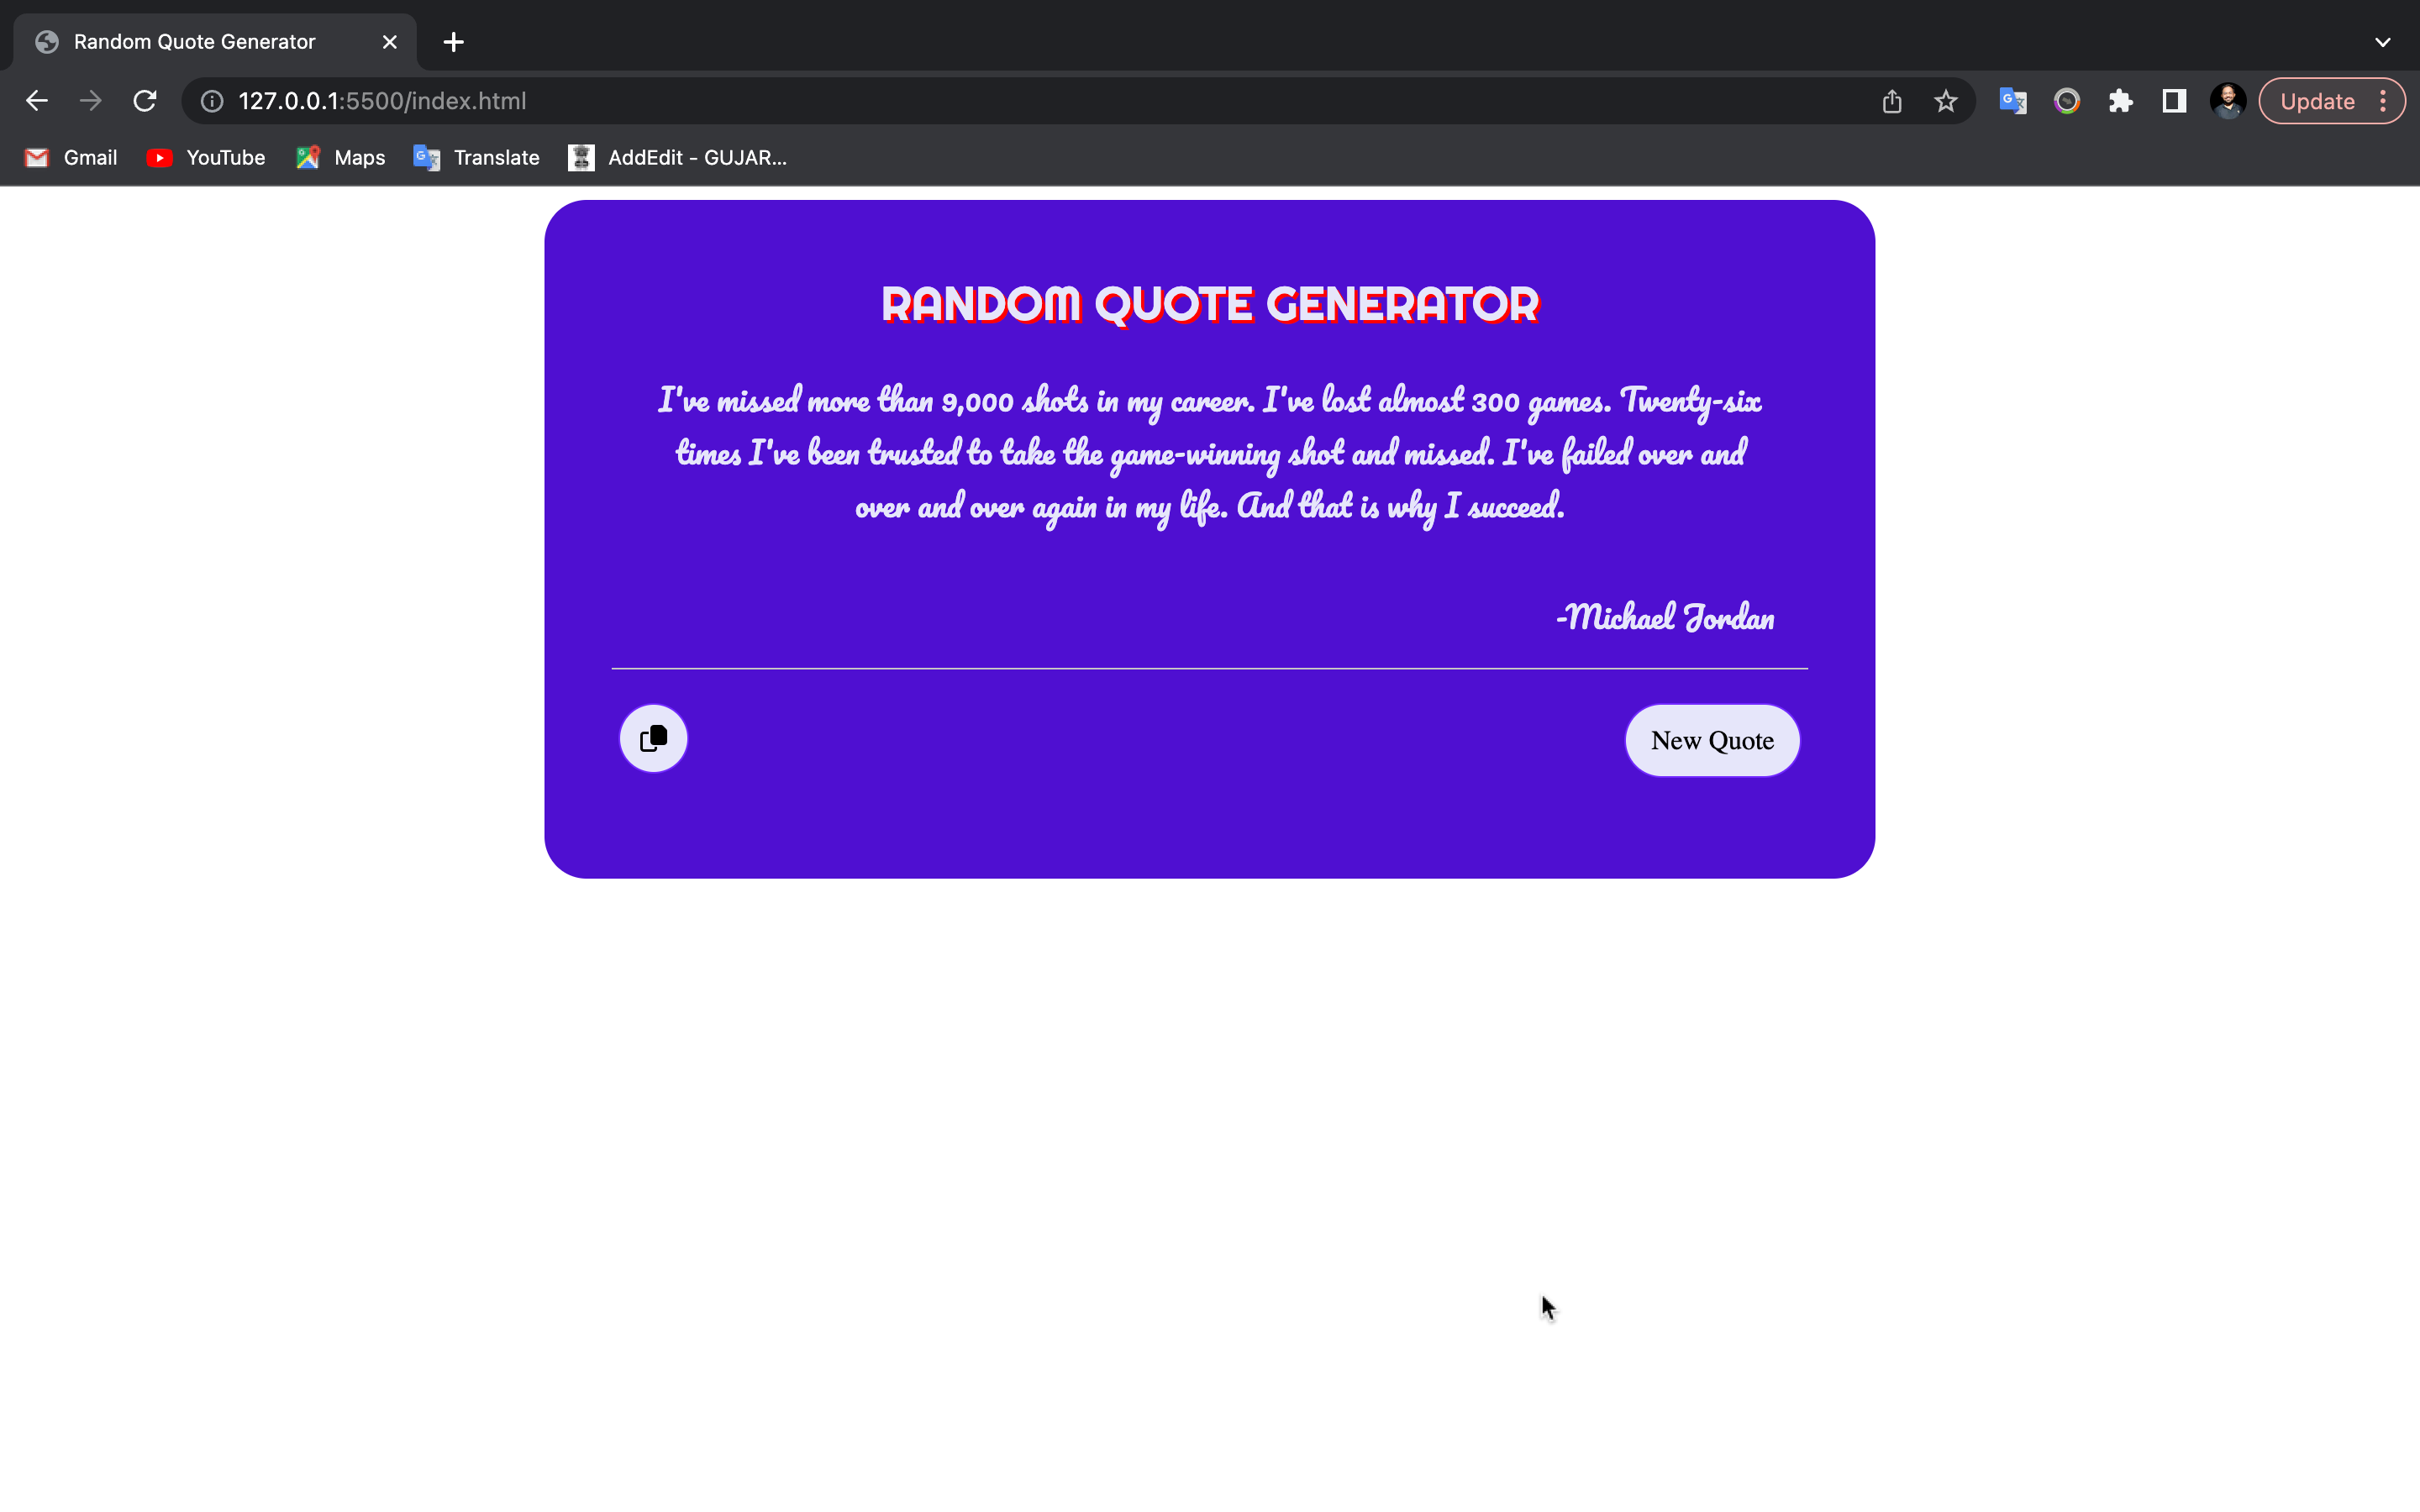 Random Quote Generator
127.0.0.1:5500/index.html
Update
Gmail YouTube Maps Translate AddEdit - GUJAR...
RANDOM QUOTE GENERATOR
I've missed more than 9,000 shots in my career. I've lost almost 300 games. Twenty-six
times I've been trusted to take the game-winning shot and missed. I've failed over and
over and over again in my life. And that is why I succeed.
-Michael Jordan
New Quote